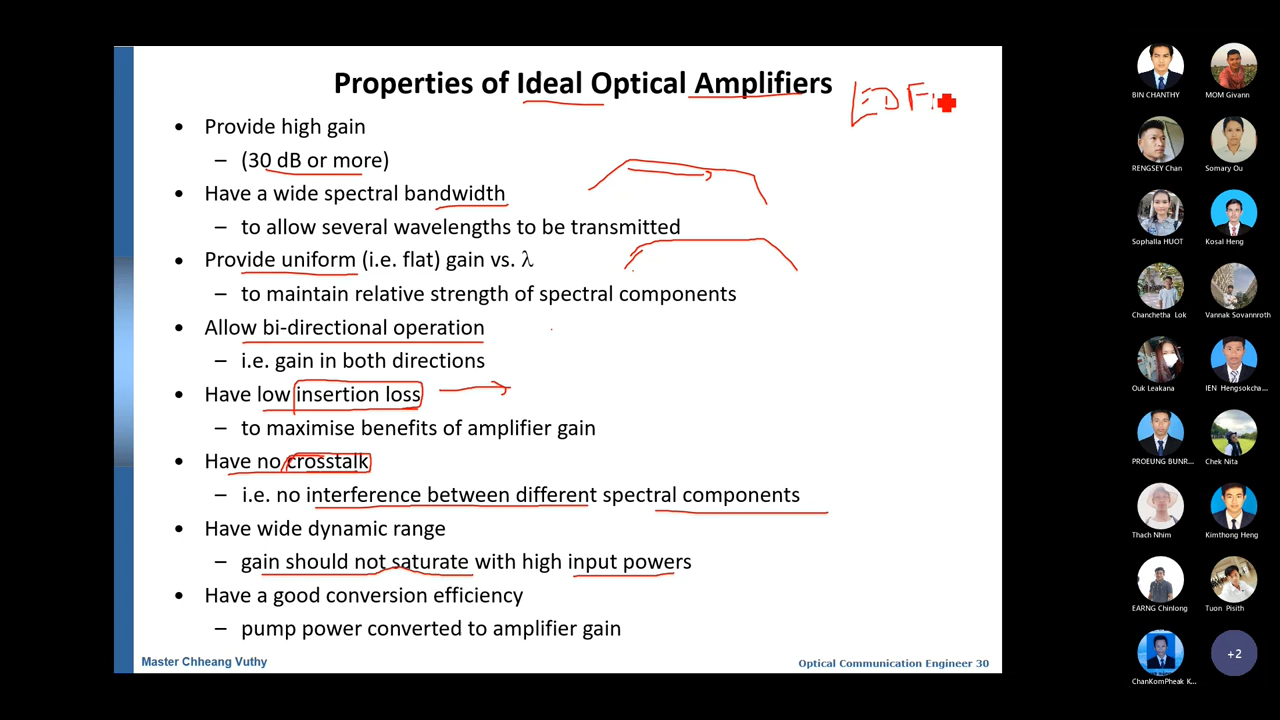 Properties of Ideal Optical Amplifiers
EDF
• Provide high gain
– (30 dB or more)
• Have a wide spectral bandwidth
– to allow several wavelengths to be transmitted
• Provide uniform (i.e. flat) gain vs. λ
– to maintain relative strength of spectral components
• Allow bi-directional operation
– i.e. gain in both directions
• Have low insertion loss
– to maximise benefits of amplifier gain
• Have no crosstalk
– i.e. no interference between different spectral components
• Have wide dynamic range
– gain should not saturate with high input powers
• Have a good conversion efficiency
– pump power converted to amplifier gain
Master Chheang Vuthy
Optical Communication Engineer 30
BIN CHANTHY
MOM Givann
RENGSEY Chan
Somary Ou
Sophalla HUOT
Kosal Heng
Chanchetha Lok
Vannak Sovannroth
Ouk Leakana
IEN Hengsokcha...
PROEUNG BUNR...
Chek Nita
Thach Nhim
Kimthong Heng
EARNG Chinlong
Tuon Pisith
ChanKomPheak K...
+2